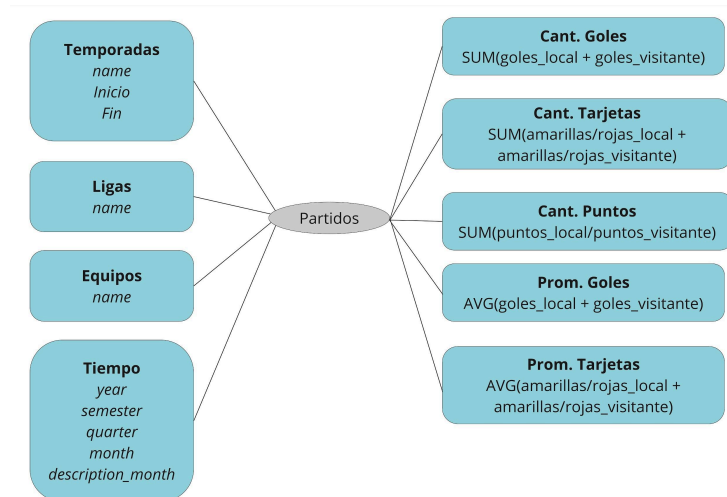 Temporadas
name
Inicio
Fin
Ligas
name
Equipos
name
Tiempo
year
semester
quarter
month
description_month
Partidos
Cant. Goles
SUM(goles_local + goles_visitante)
Cant. Tarjetas
SUM(amarillas/rojas_local +
amarillas/rojas_visitante)
Cant. Puntos
SUM(puntos_local/puntos_visitante)
Prom. Goles
AVG(goles_local + goles_visitante)
Prom. Tarjetas
AVG(amarillas/rojas_local +
amarillas/rojas_visitante)